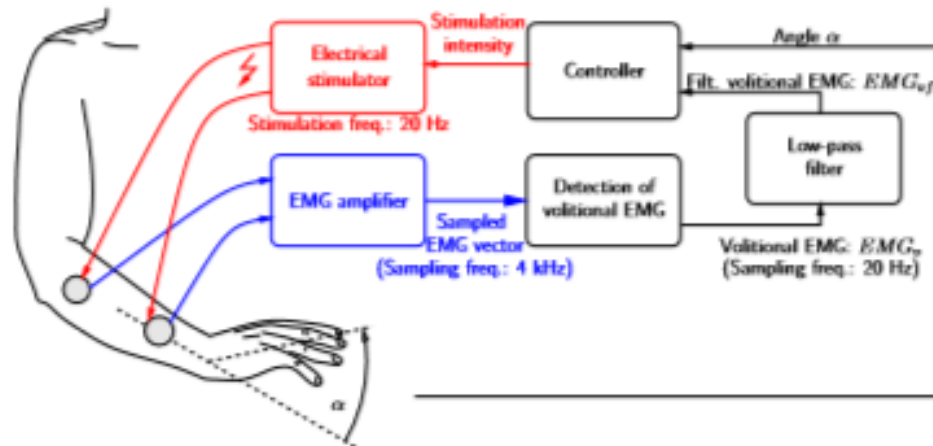 Electrical
stimulator
Stimulation
intensity
Controller
Angle α
Filt. volitional EMG: EMG_vf
Stimulation freq.: 20 Hz
Low-pass
filter
EMG amplifier
Detection of
volitional EMG
Sampled
EMG vector
(Sampling freq.: 4 kHz)
Volitional EMG: EMG_v
(Sampling freq.: 20 Hz)
α